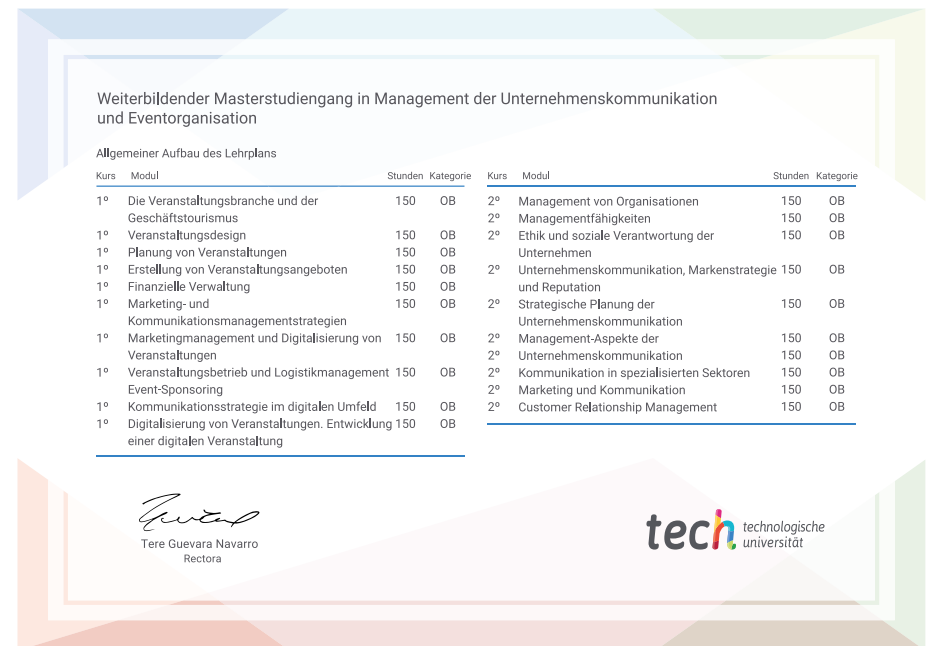 Weiterbildender Masterstudiengang in Management der Unternehmenskommunikation
und Eventorganisation
Allgemeiner Aufbau des Lehrplans
Kurs Modul Stunden Kategorie
1º Die Veranstaltungsbranche und der 150 OB
Geschäftstourismus
1º Veranstaltungsdesign 150 OB
1º Planung von Veranstaltungen 150 OB
1º Erstellung von Veranstaltungsangeboten 150 OB
1º Finanzielle Verwaltung 150 OB
1º Marketing- und 150 OB
Kommunikationsmanagementstrategien
1º Marketingmanagement und Digitalisierung von 150 OB
Veranstaltungen
1º Veranstaltungsbetrieb und Logistikmanagement 150 OB
Event-Sponsoring
1º Kommunikationsstrategie im digitalen Umfeld 150 OB
1º Digitalisierung von Veranstaltungen. Entwicklung 150 OB
einer digitalen Veranstaltung
Kurs Modul Stunden Kategorie
2º Management von Organisationen 150 OB
2º Managementfähigkeiten 150 OB
2º Ethik und soziale Verantwortung der 150 OB
Unternehmen
2º Unternehmenskommunikation, Markenstrategie 150 OB
und Reputation
2º Strategische Planung der 150 OB
Unternehmenskommunikation
2º Management-Aspekte der 150 OB
2º Unternehmenskommunikation 150 OB
2º Kommunikation in spezialisierten Sektoren 150 OB
2º Marketing und Kommunikation 150 OB
2º Customer Relationship Management 150 OB
Tere Guevara Navarro
Rectora
tech technologische
universität